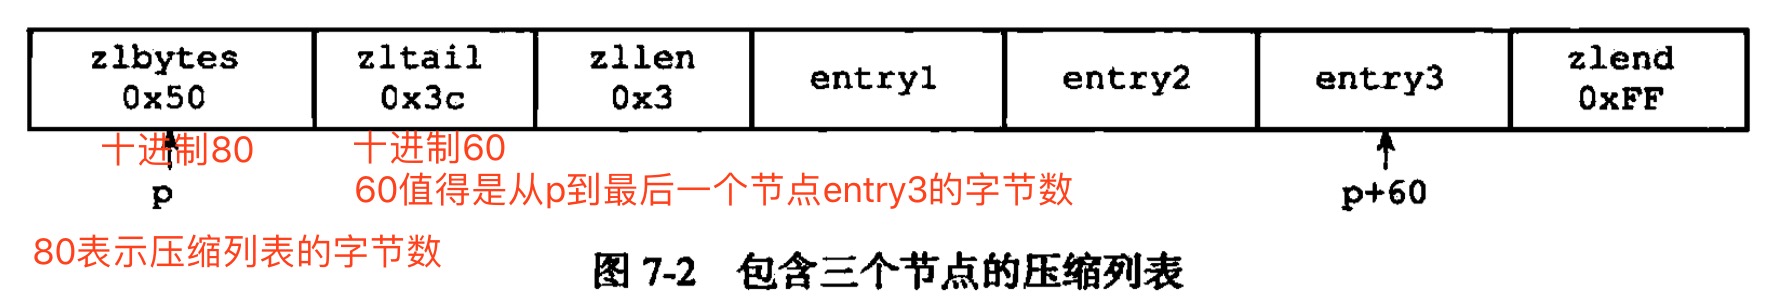 zlbytes 0x50
zltail 0x3c
zllen 0x3
entry1
entry2
entry3
zlend 0xFF
十进制80
十进制60
60值得是从p到最后一个节点entry3的字节数
p
p+60
80表示压缩列表的字节数
图 7-2 包含三个节点的压缩列表